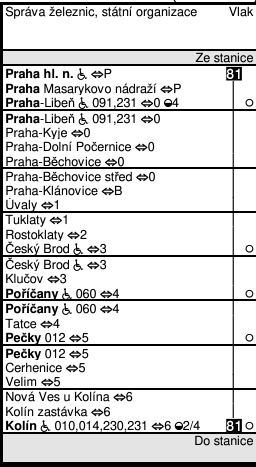 Správa železnic, státní organizace Vlak
Ze stanice
Praha hl. n. ♿ ⇔P 81
Praha Masarykovo nádraží ⇔P
Praha-Libeň ♿ 091,231 ⇔0 ◒4 ○
Praha-Libeň ♿ 091,231 ⇔0
Praha-Kyje ⇔0
Praha-Dolní Počernice ⇔0
Praha-Běchovice ⇔0
Praha-Běchovice střed ⇔0
Praha-Klánovice ⇔B
Úvaly ⇔1
Tuklaty ⇔1
Rostoklaty ⇔2
Český Brod ♿ ⇔3 ○
Český Brod ♿ ⇔3
Klučov ⇔3
Poříčany ♿ 060 ⇔4 ○
Poříčany ♿ 060 ⇔4
Tatce ⇔4
Pečky 012 ⇔5 ○
Pečky 012 ⇔5
Cerhenice ⇔5
Velim ⇔5
Nová Ves u Kolína ⇔6
Kolín zastávka ⇔6
Kolín ♿ 010,014,230,231 ⇔6 ◒2/4 81 ○
Do stanice